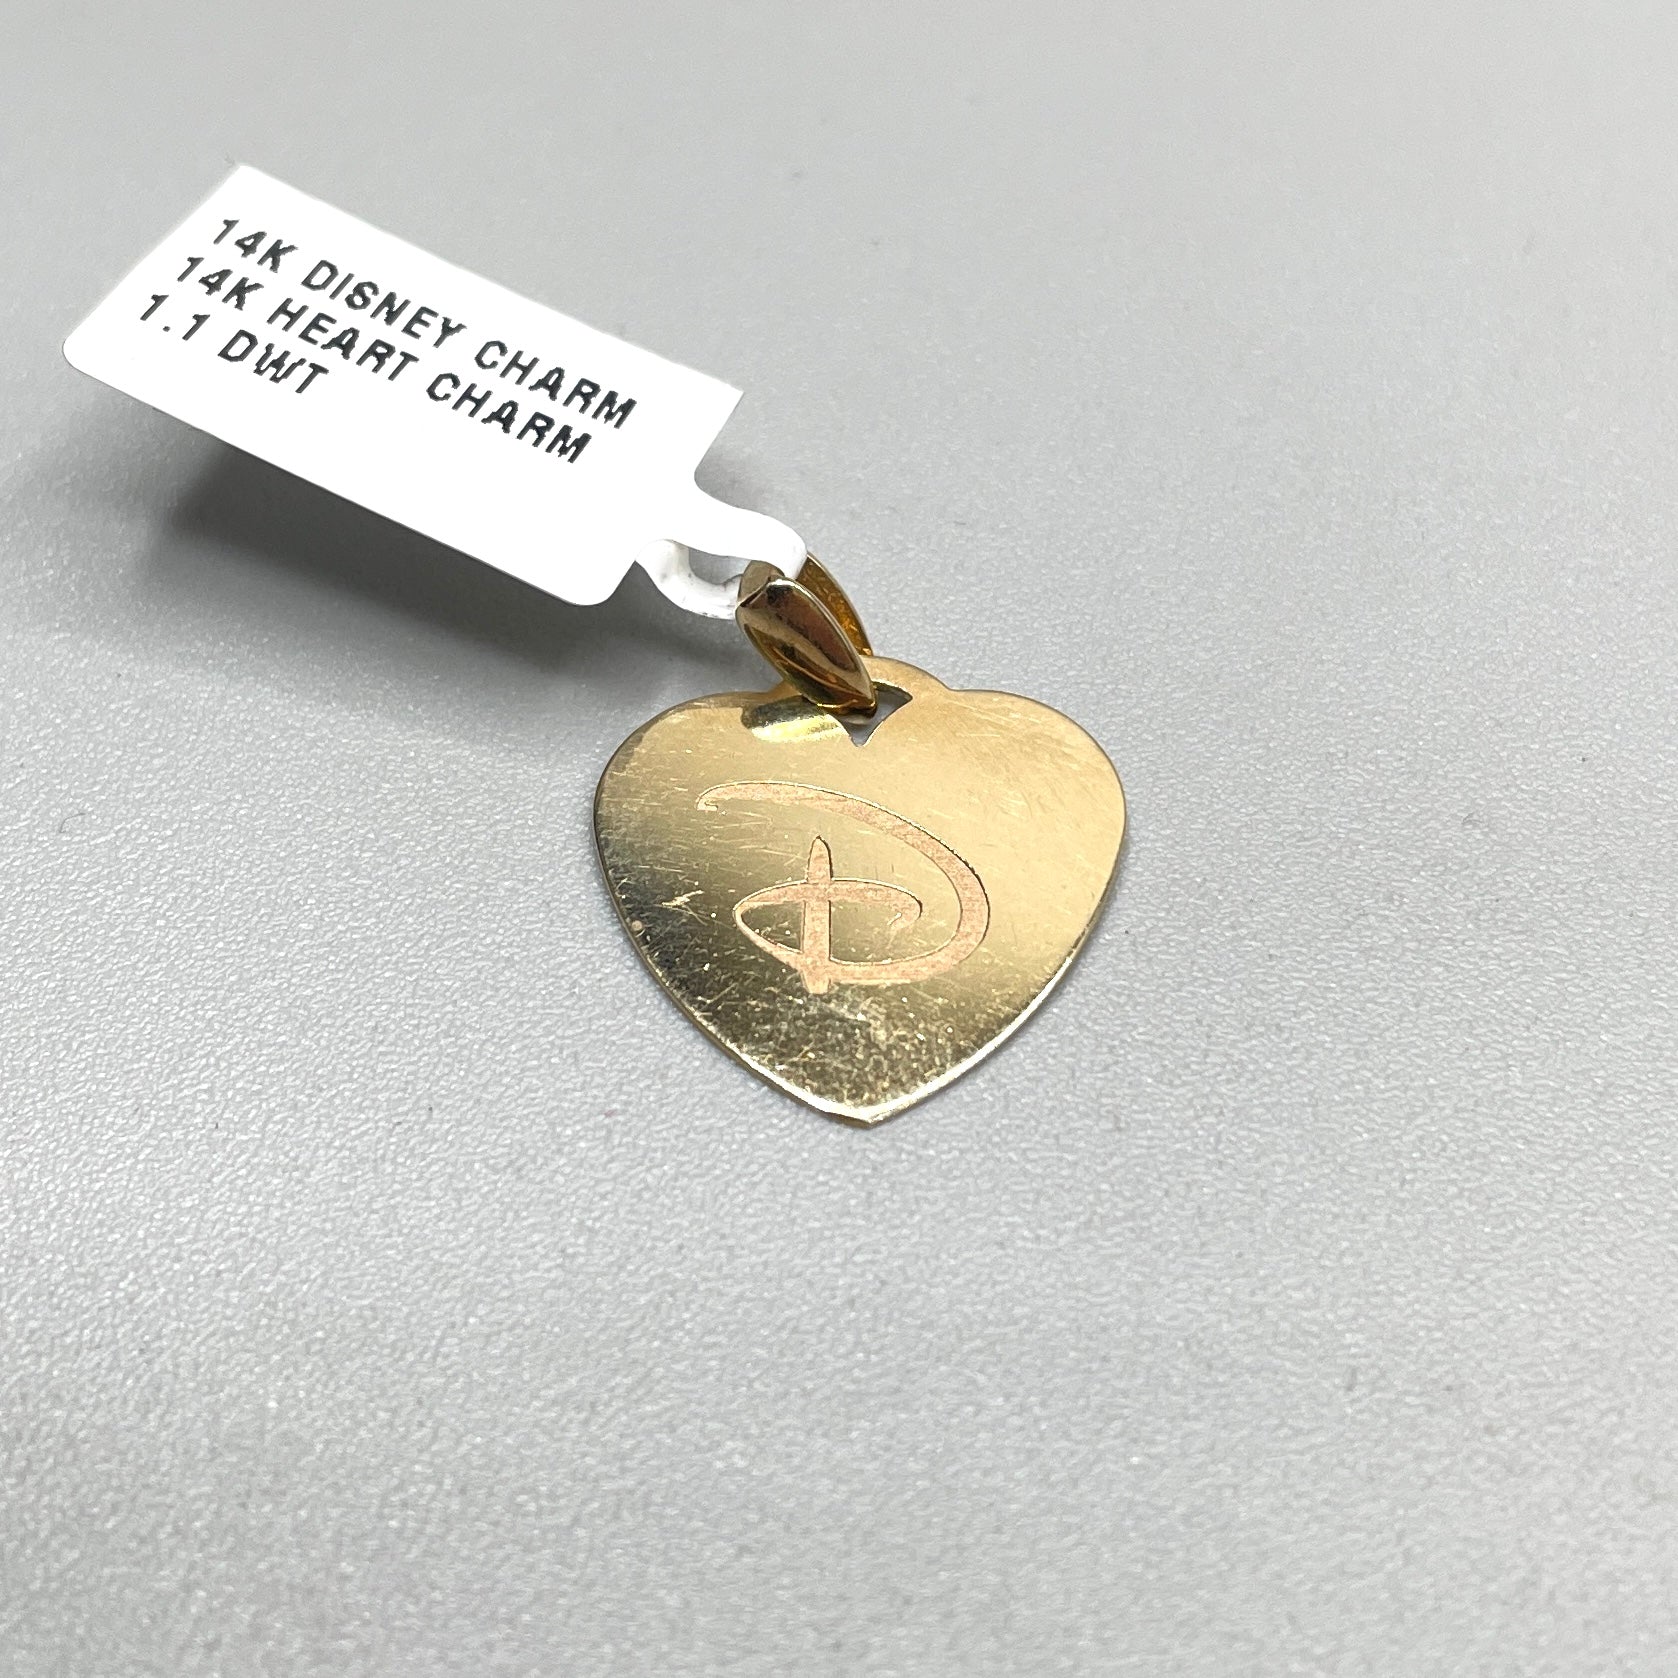 14K DISNEY CHARM
14K HEART CHARM
1.1 DWT
D